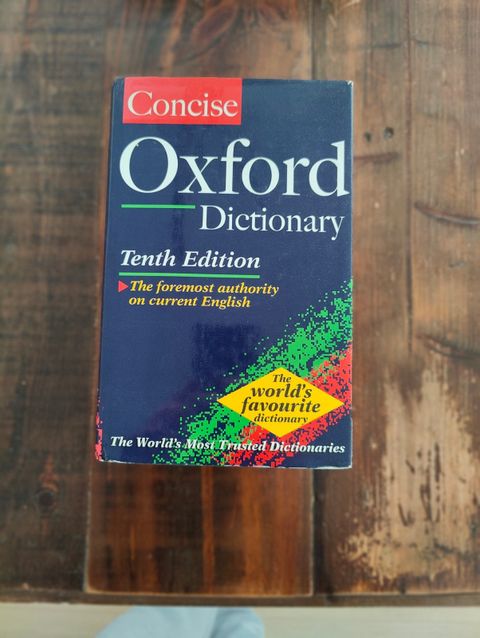 Concise
Oxford
Dictionary
Tenth Edition
The foremost authority
on current English
The
world's
favourite
dictionary
The World's Most Trusted Dictionaries